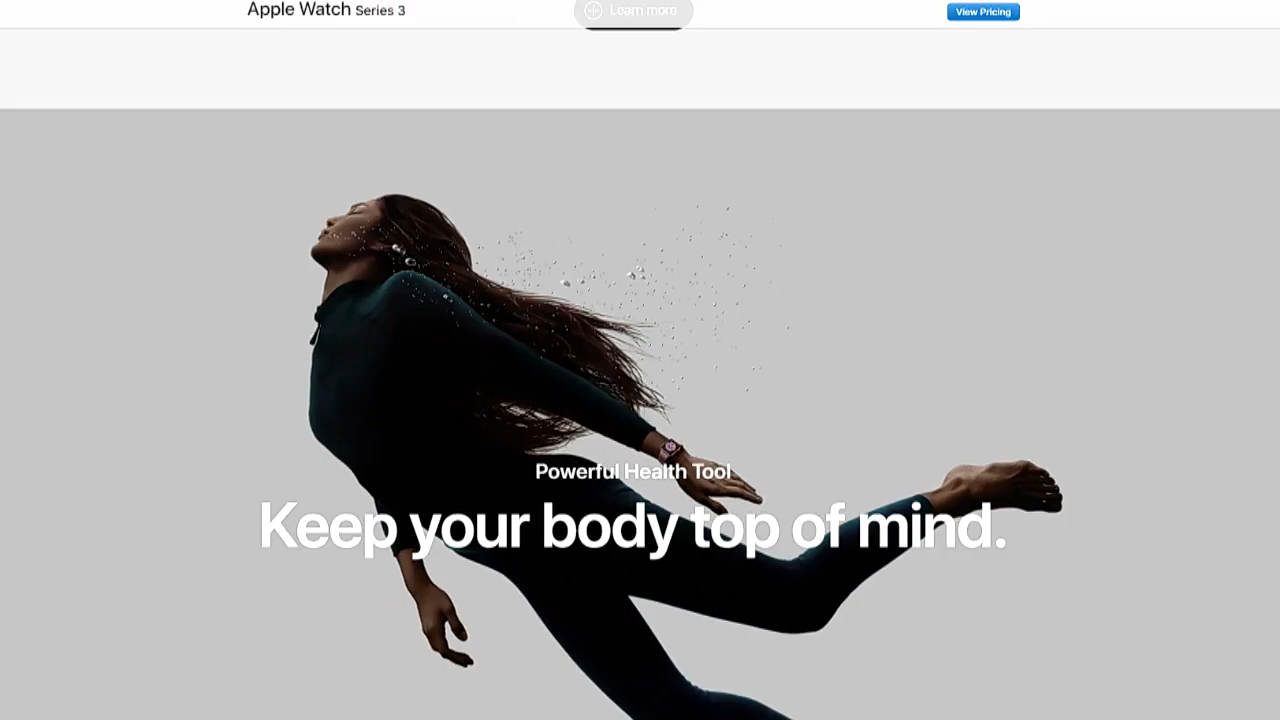 Apple Watch Series 3
Learn more
View Pricing
Powerful Health Tool
Keep your body top of mind.